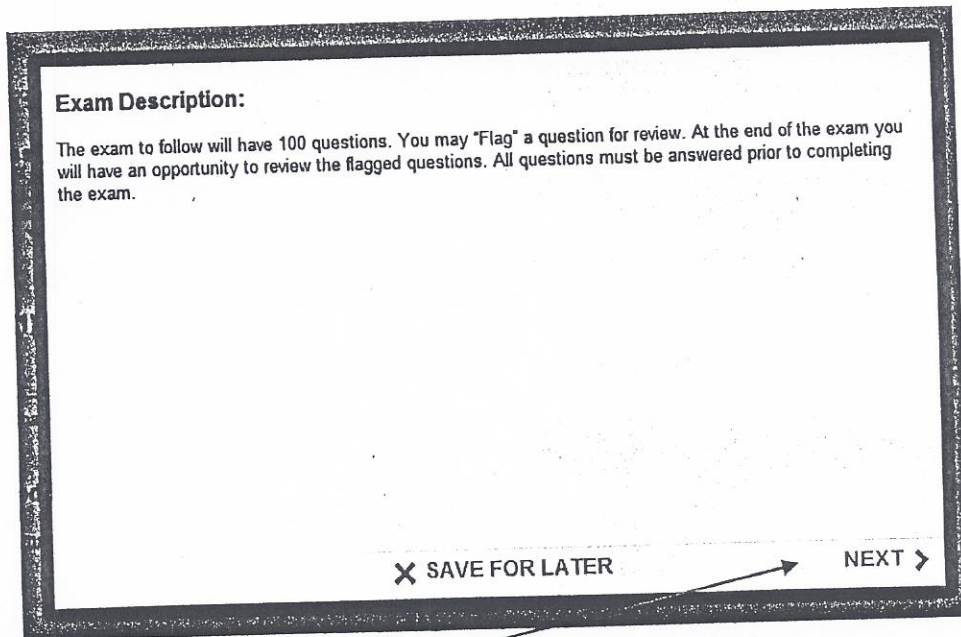 Exam Description:
The exam to follow will have 100 questions. You may "Flag" a question for review. At the end of the exam you
will have an opportunity to review the flagged questions. All questions must be answered prior to completing
the exam.
X SAVE FOR LATER
NEXT >